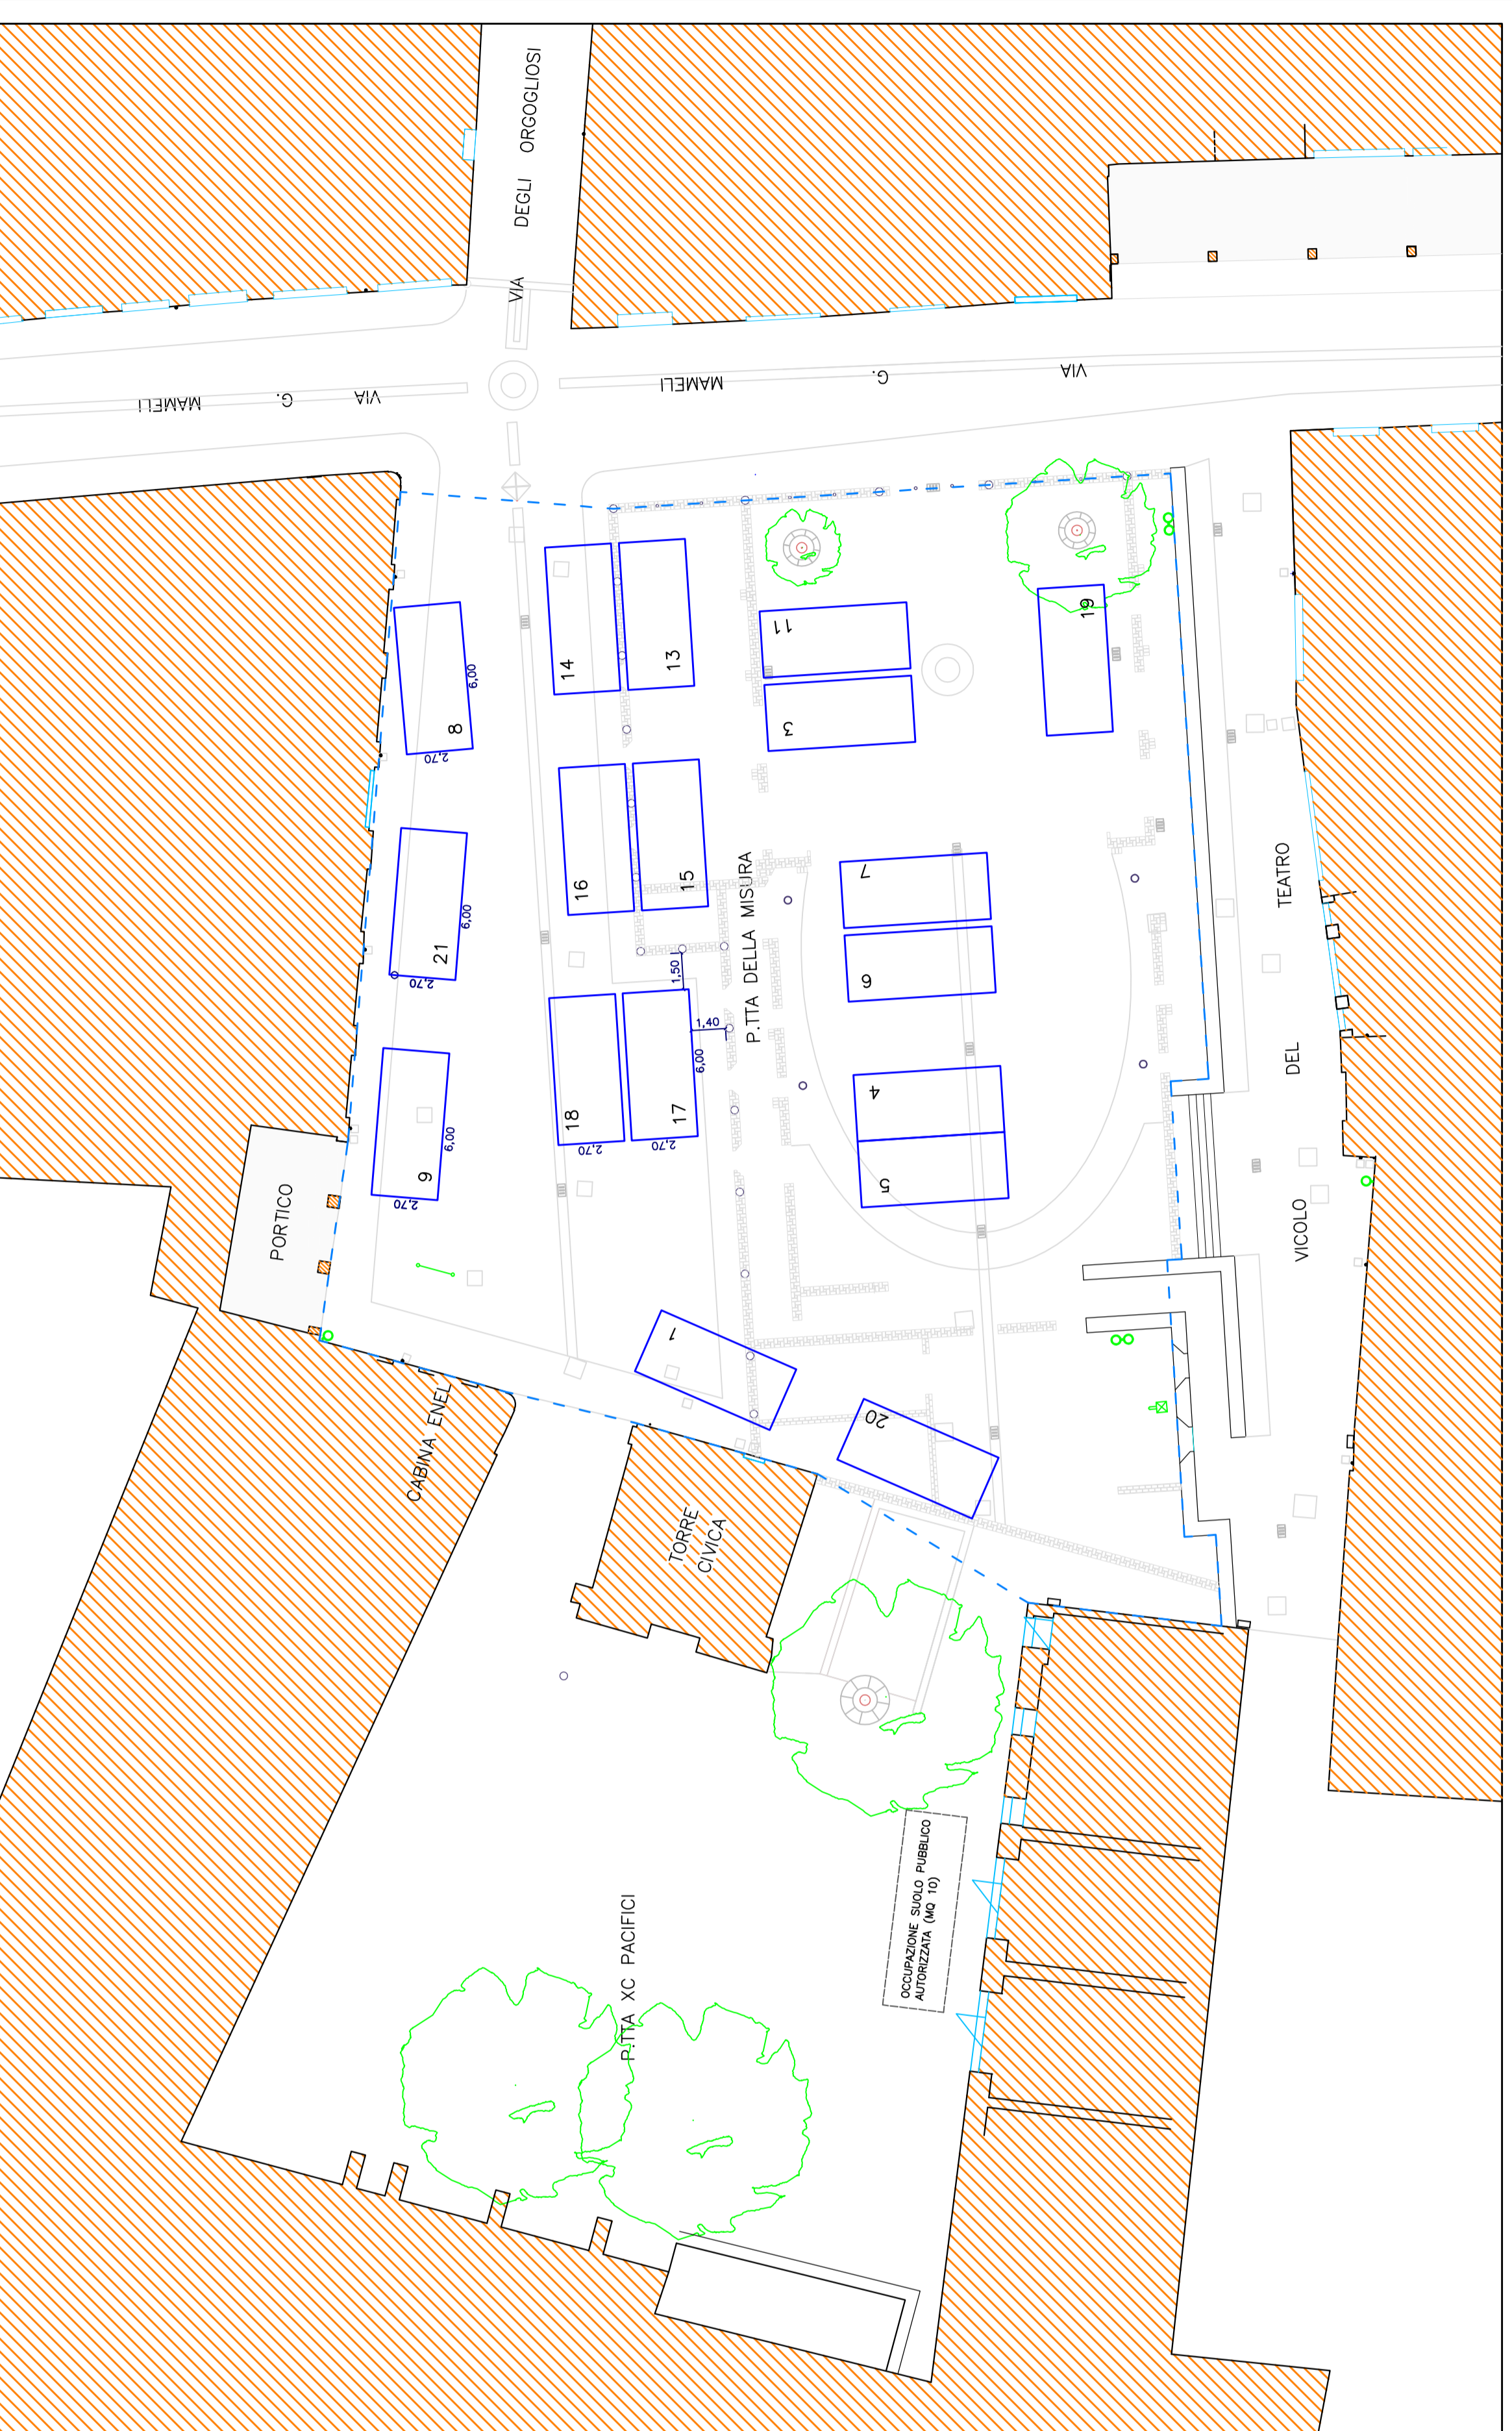 VIA DEGLI ORGOGLIOSI
VIA G. MAMELI
VIA G. MAMELI
14
13
11
19
8
6,00
2,70
3
16
15
7
21
6,00
2,70
P.TTA DELLA MISURA
6
1,50
1,40
18
2,70
17
6,00
2,70
4
5
9
6,00
2,70
VICOLO DEL TEATRO
PORTICO
1
20
CABINA ENEL
TORRE
CIVICA
OCCUPAZIONE SUOLO PUBBLICO
AUTORIZZATA (MQ 10)
P.TTA XC PACIFICI